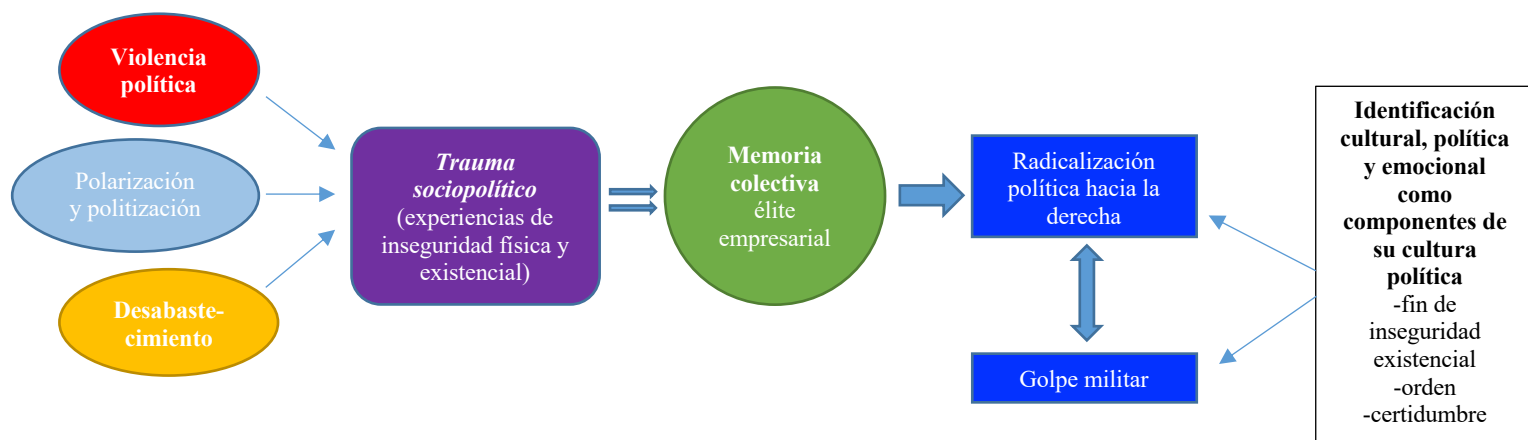 Violencia
política
Polarización
y politización
Desabaste-
cimiento
Trauma
sociopolítico
(experiencias de
inseguridad física y
existencial)
Memoria
colectiva
élite
empresarial
Radicalización
política hacia la
derecha
Golpe militar
Identificación
cultural, política
y emocional
como
componentes de
su cultura
política
-fin de
inseguridad
existencial
-orden
-certidumbre